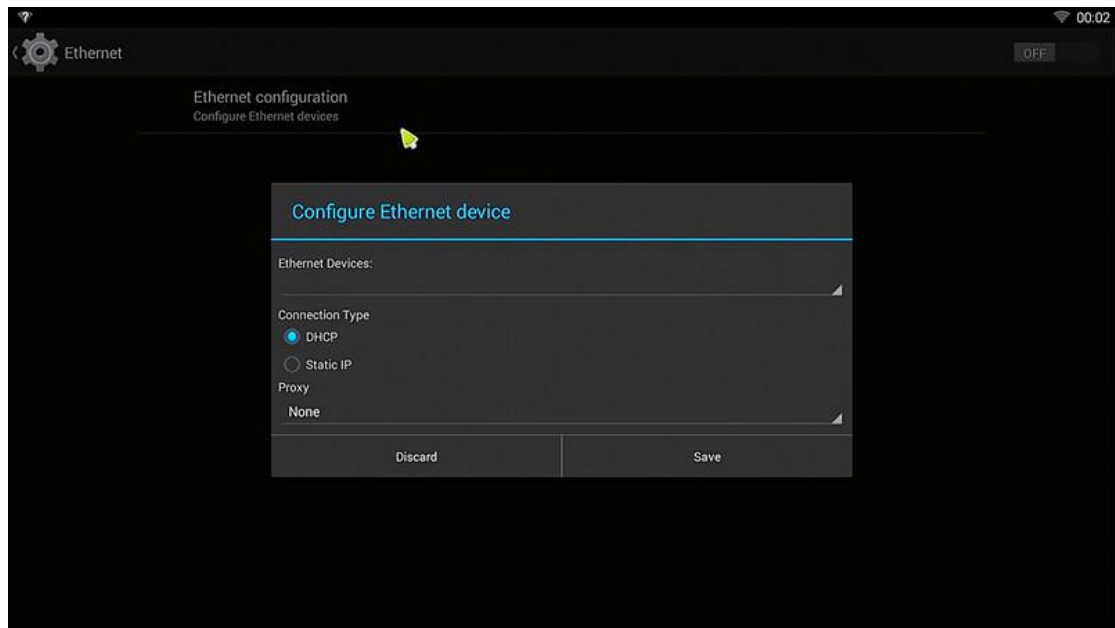 00:02
Ethernet
OFF
Ethernet configuration
Configure Ethernet devices
Configure Ethernet device
Ethernet Devices:
Connection Type
DHCP
Static IP
Proxy
None
Discard
Save